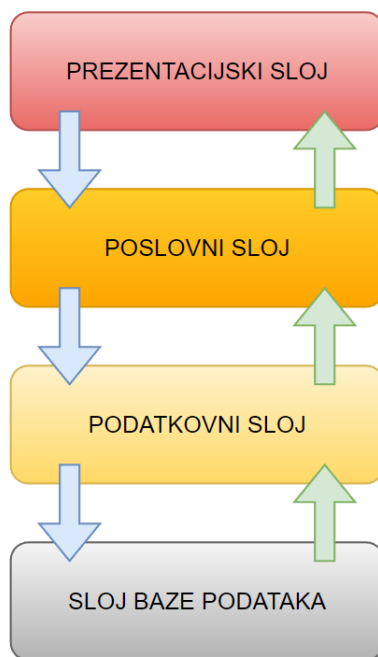 PREZENTACIJSKI SLOJ
POSLOVNI SLOJ
PODATKOVNI SLOJ
SLOJ BAZE PODATAKA